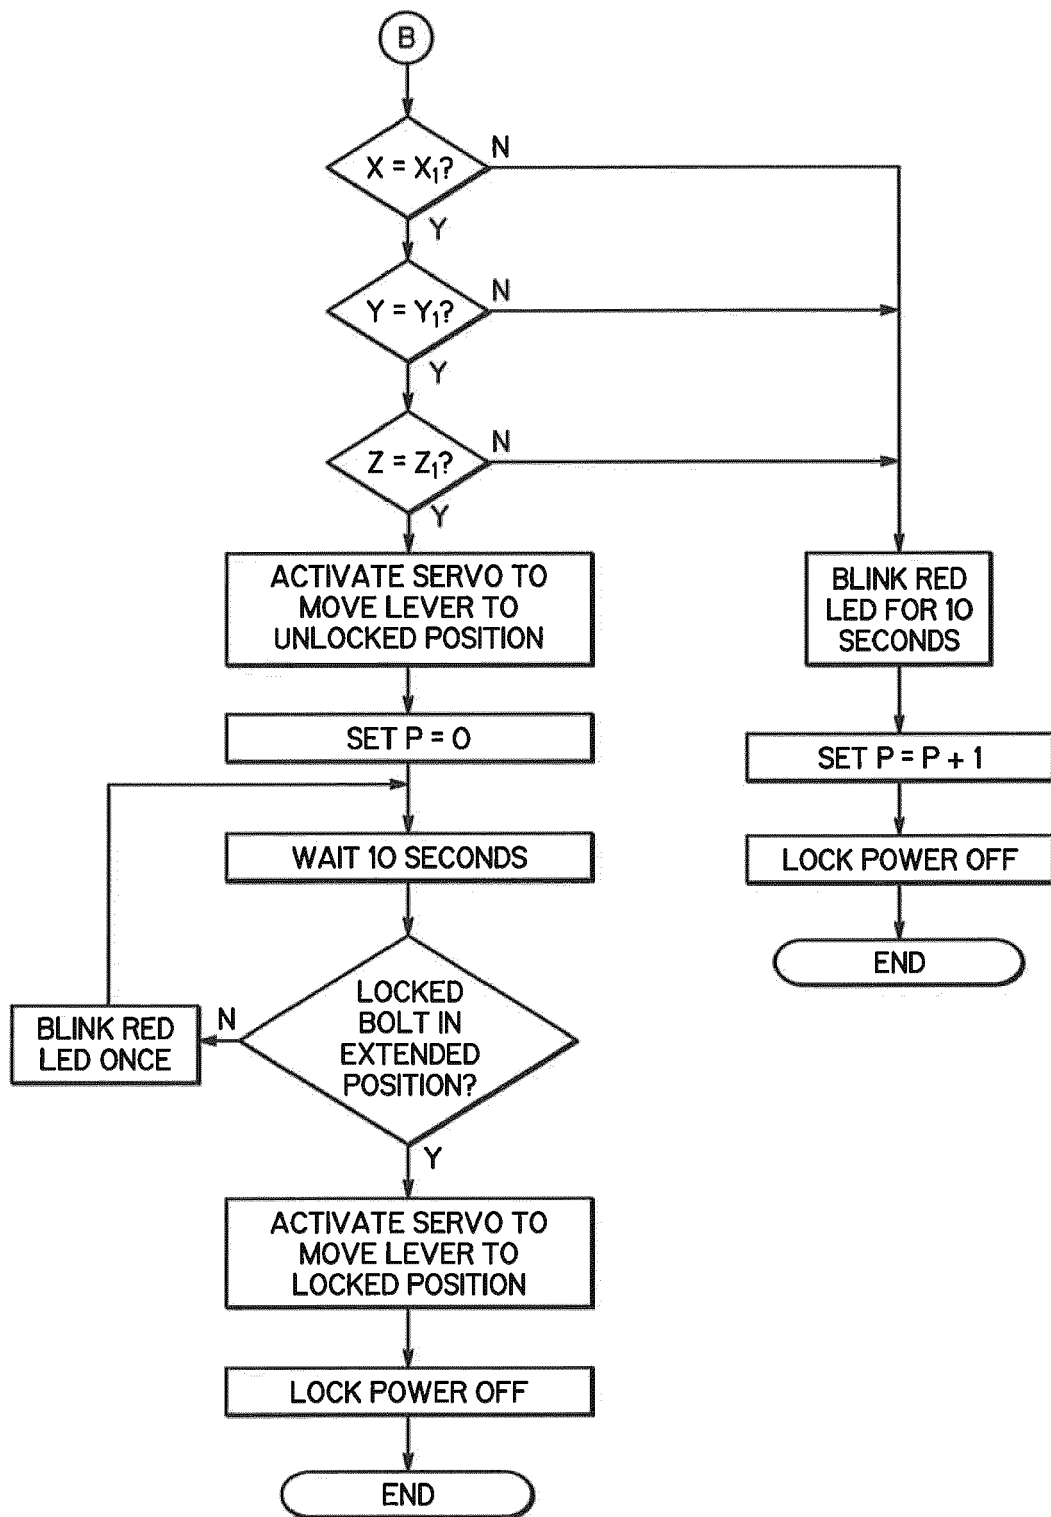 B
X = X₁?
N
Y
Y = Y₁?
N
Y
Z = Z₁?
N
Y
ACTIVATE SERVO TO
MOVE LEVER TO
UNLOCKED POSITION
SET P = 0
WAIT 10 SECONDS
LOCKED
BOLT IN
EXTENDED
POSITION?
N
BLINK RED
LED ONCE
Y
ACTIVATE SERVO TO
MOVE LEVER TO
LOCKED POSITION
LOCK POWER OFF
END
BLINK RED
LED FOR 10
SECONDS
SET P = P + 1
LOCK POWER OFF
END